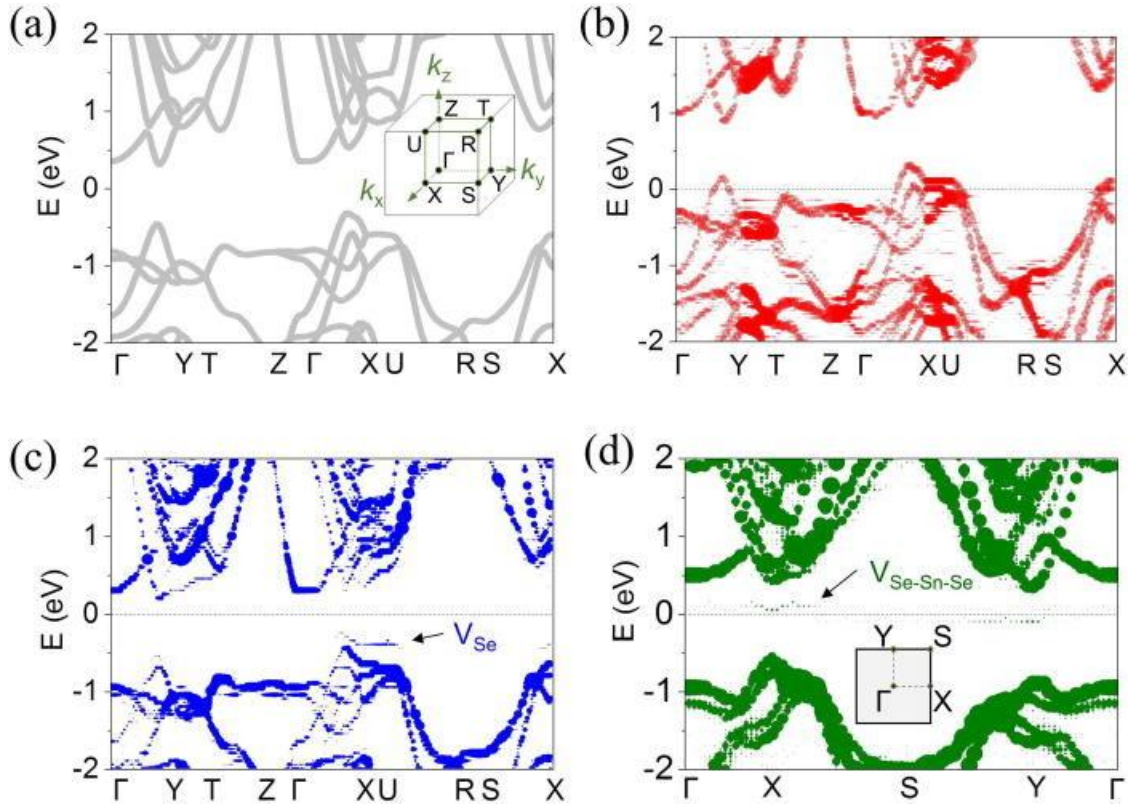 (a)
2
1
0
-1
-2
E (eV)
k_z
Z T
U R
Γ
k_y
Y
k_x
X S
Γ Y T Z Γ X U R S X
(b)
2
1
0
-1
-2
E (eV)
Γ Y T Z Γ X U R S X
(c)
2
1
0
-1
-2
E (eV)
V_Se
Γ Y T Z Γ X U R S X
(d)
2
1
0
-1
-2
E (eV)
V_Se-Sn-Se
Y S
Γ X
Γ X S Y Γ